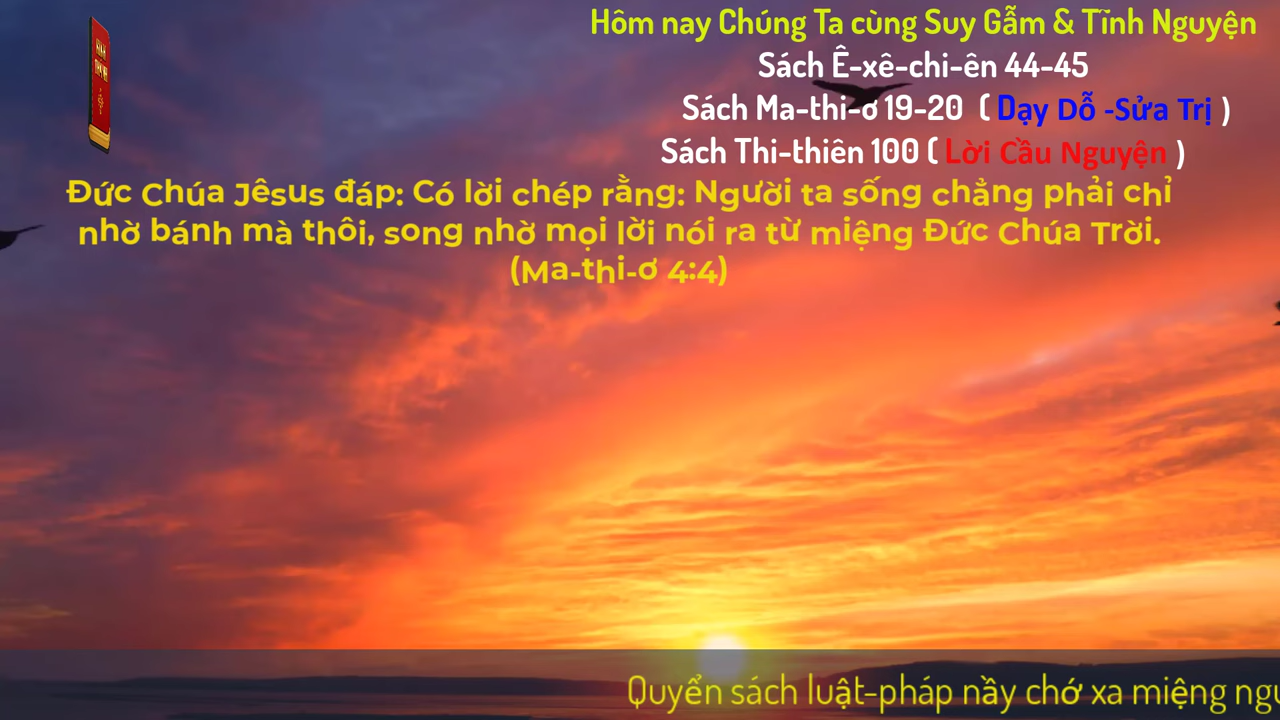 Hôm nay Chúng Ta cùng Suy Gẫm & Tĩnh Nguyện
Sách Ê-xê-chi-ên 44-45
Sách Ma-thi-ơ 19-20 ( Dạy Dỗ -Sửa Trị )
Sách Thi-thiên 100 ( Lời Cầu Nguyện )
Đức Chúa Jêsus đáp: Có lời chép rằng: Người ta sống chẳng phải chỉ
nhờ bánh mà thôi, song nhờ mọi lời nói ra từ miệng Đức Chúa Trời.
(Ma-thi-ơ 4:4)
Quyển sách luật-pháp nầy chớ xa miệng